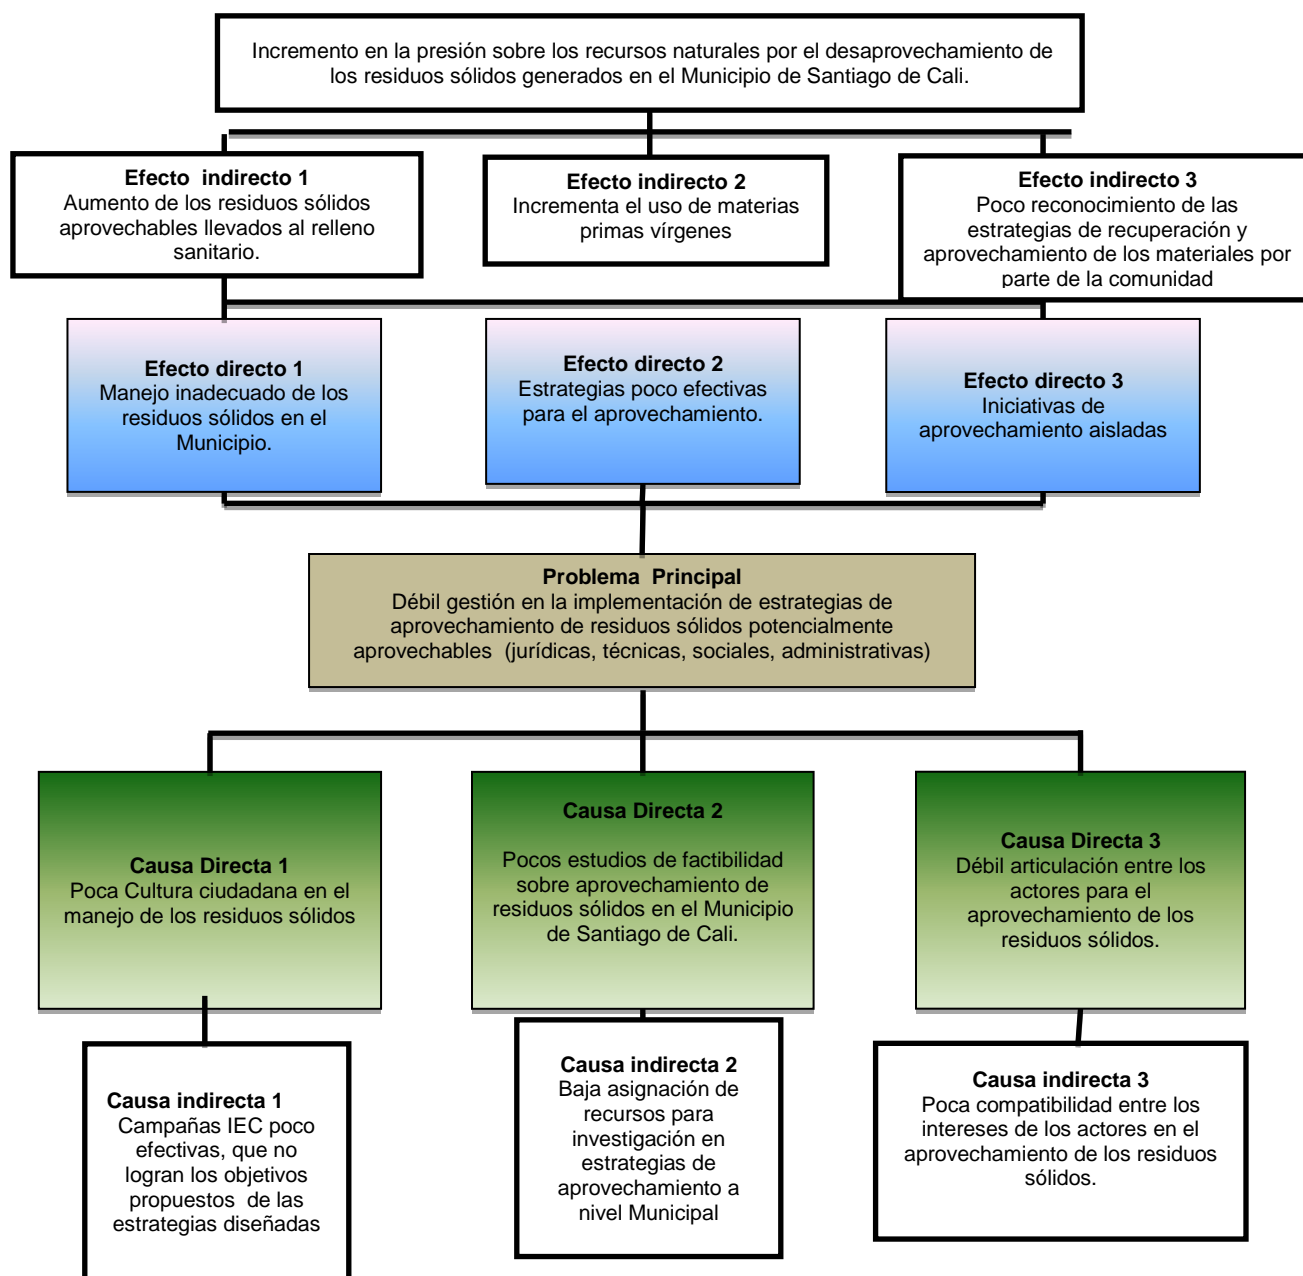 Incremento en la presión sobre los recursos naturales por el desaprovechamiento de
los residuos sólidos generados en el Municipio de Santiago de Cali.
Efecto  indirecto 1
Aumento de los residuos sólidos
aprovechables llevados al relleno
sanitario.
Efecto indirecto 2
Incrementa el uso de materias
primas vírgenes
Efecto indirecto 3
Poco reconocimiento de las
estrategias de recuperación y
aprovechamiento de los materiales por
parte de la comunidad
Efecto directo 1
Manejo inadecuado de los
residuos sólidos en el
Municipio.
Efecto directo 2
Estrategias poco efectivas
para el aprovechamiento.
Efecto directo 3
Iniciativas de
aprovechamiento aisladas
Problema  Principal
Débil gestión en la implementación de estrategias de
aprovechamiento de residuos sólidos potencialmente
aprovechables  (jurídicas, técnicas, sociales, administrativas)
Causa Directa 1
Poca Cultura ciudadana en el
manejo de los residuos sólidos
Causa Directa 2
Pocos estudios de factibilidad
sobre aprovechamiento de
residuos sólidos en el Municipio
de Santiago de Cali.
Causa Directa 3
Débil articulación entre los
actores para el
aprovechamiento de los
residuos sólidos.
Causa indirecta 1
Campañas IEC poco
efectivas, que no
logran los objetivos
propuestos  de las
estrategias diseñadas
Causa indirecta 2
Baja asignación de
recursos para
investigación en
estrategias de
aprovechamiento a
nivel Municipal
Causa indirecta 3
Poca compatibilidad entre los
intereses de los actores en el
aprovechamiento de los residuos
sólidos.